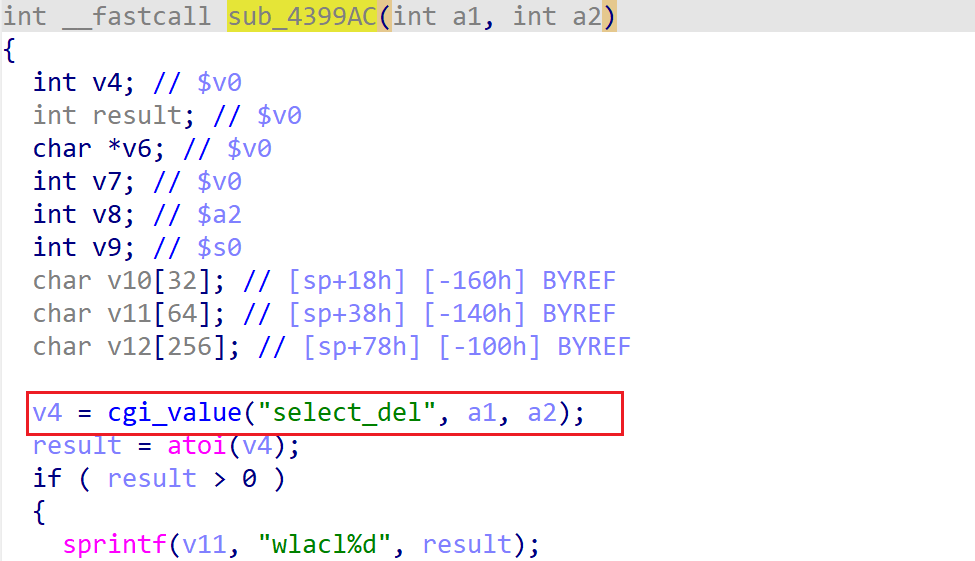 int __fastcall sub_4399AC(int a1, int a2)
{
int v4; // $v0
int result; // $v0
char *v6; // $v0
int v7; // $v0
int v8; // $a2
int v9; // $s0
char v10[32]; // [sp+18h] [-160h] BYREF
char v11[64]; // [sp+38h] [-140h] BYREF
char v12[256]; // [sp+78h] [-100h] BYREF
v4 = cgi_value("select_del", a1, a2);
result = atoi(v4);
if ( result > 0 )
{
sprintf(v11, "wlacl%d", result);